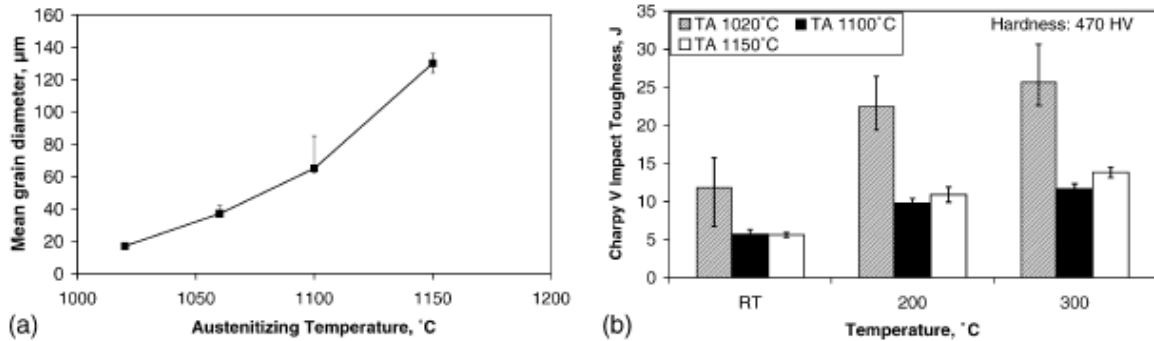 160
140
120
100
80
60
40
20
0
Mean grain diameter, µm
1000 1050 1100 1150 1200
Austenitizing Temperature, ˚C
(a)
35
30
25
20
15
10
5
0
Charpy V Impact Toughness, J
TA 1020˚C TA 1100˚C
TA 1150˚C
Hardness: 470 HV
RT 200 300
Temperature, ˚C
(b)